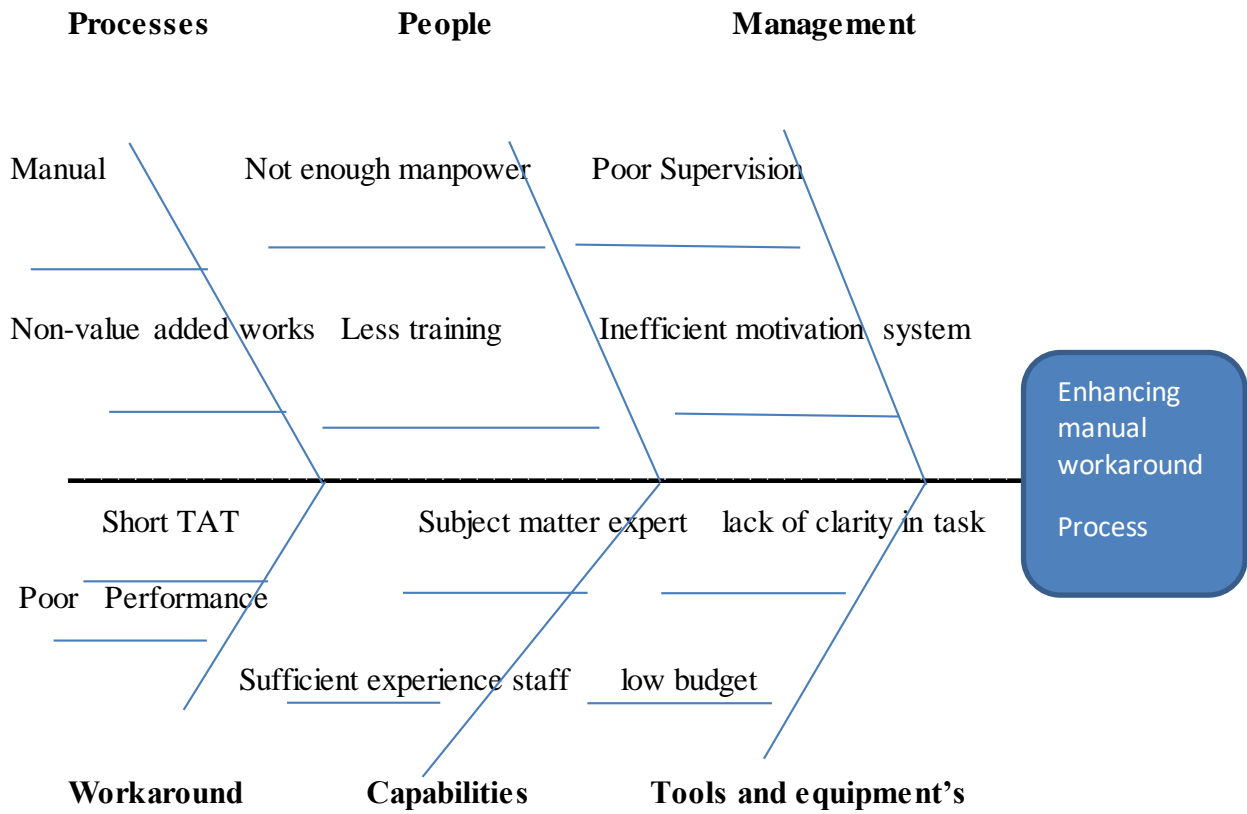 Processes People Management
Manual Not enough manpower Poor Supervision
Non-value added works Less training Inefficient motivation system
Enhancing
manual
workaround
Process
Short TAT Subject matter expert lack of clarity in task
Poor Performance
Sufficient experience staff low budget
Workaround Capabilities Tools and equipment’s